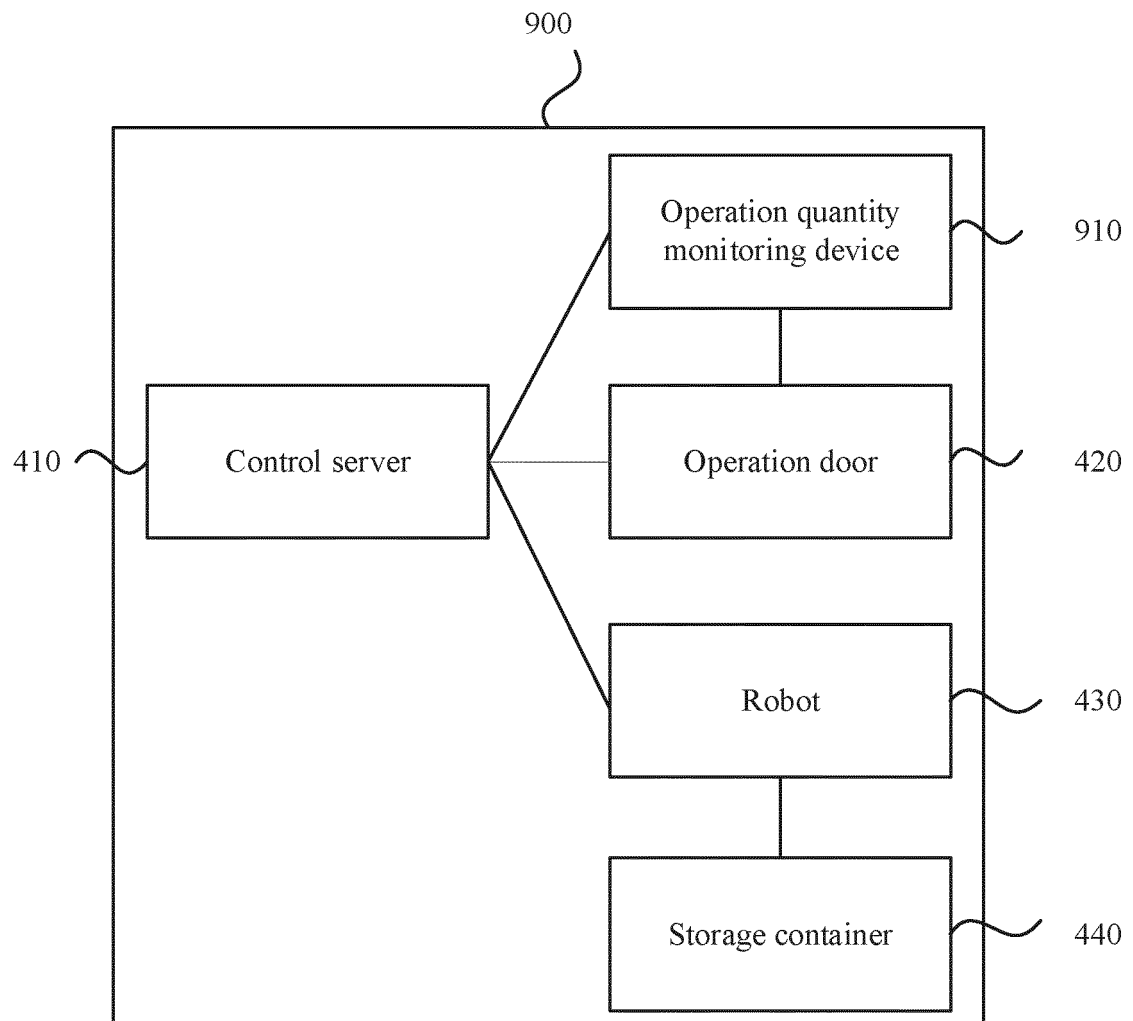 900
Operation quantity
monitoring device
910
410
Control server
Operation door
420
Robot
430
Storage container
440